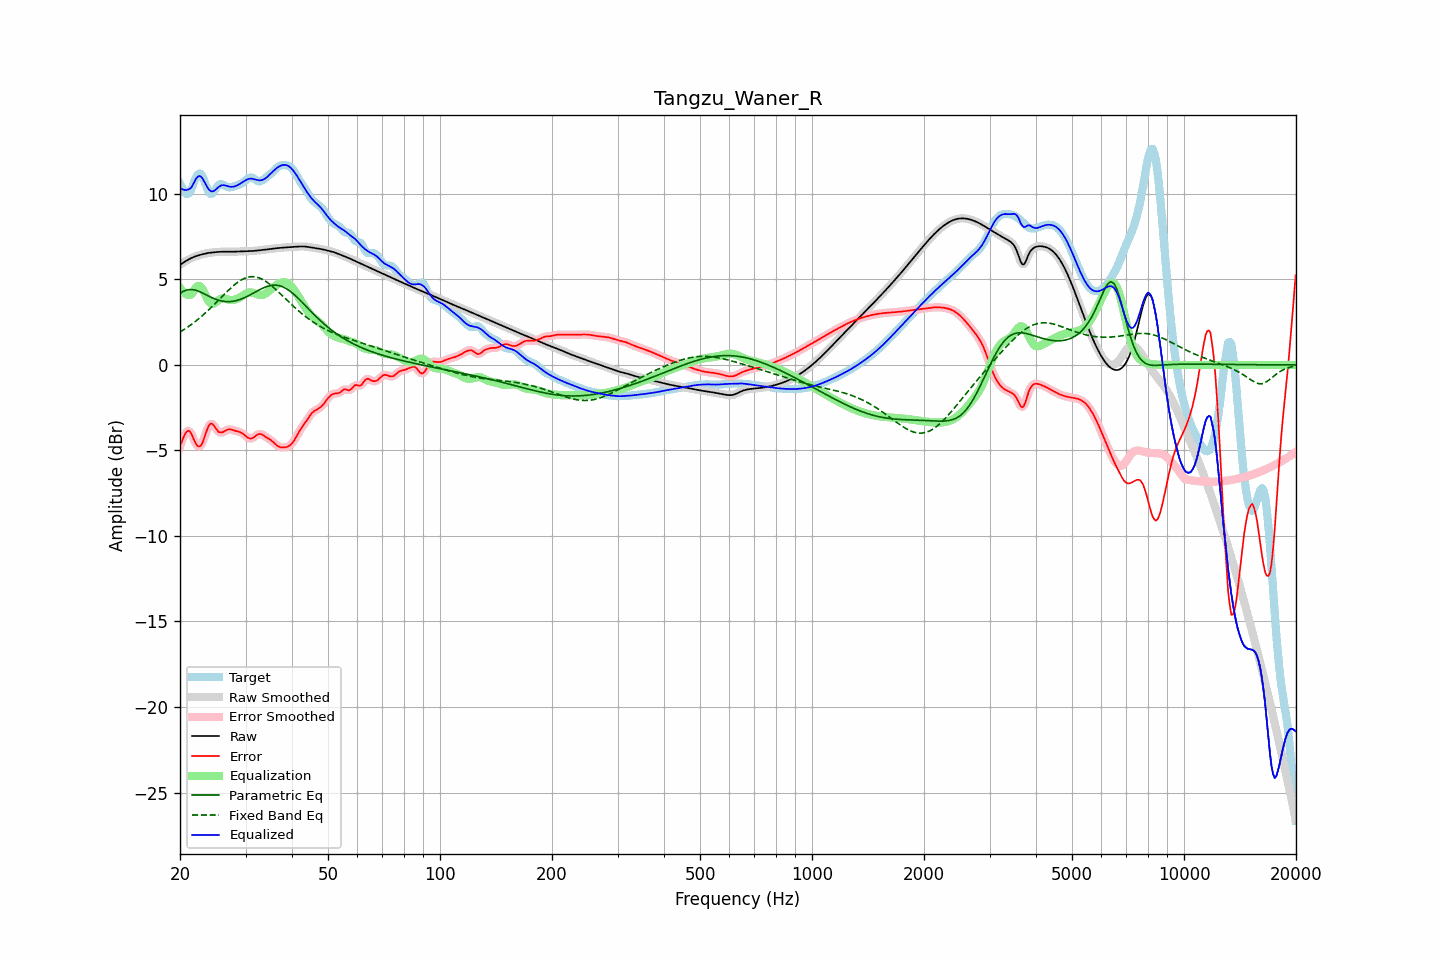 Tangzu_Waner_R
Amplitude (dBr)
10
5
0
−5
−10
−15
−20
−25
Target
Raw Smoothed
Error Smoothed
Raw
Error
Equalization
Parametric Eq
Fixed Band Eq
Equalized
20 50 100 200 500 1000 2000 5000 10000 20000
Frequency (Hz)